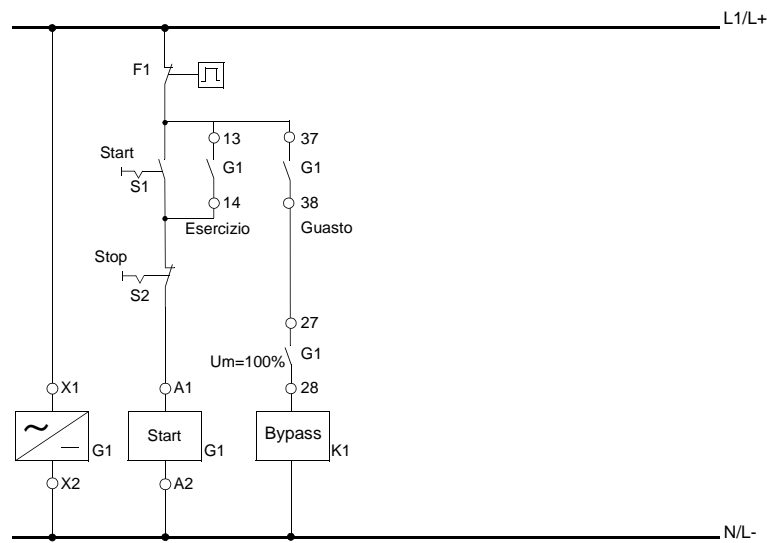 L1/L+
F1
13
37
Start
G1
G1
S1
14
38
Esercizio
Guasto
Stop
S2
27
G1
Um=100%
X1
A1
28
~
Start
Bypass
G1
G1
K1
X2
A2
N/L-